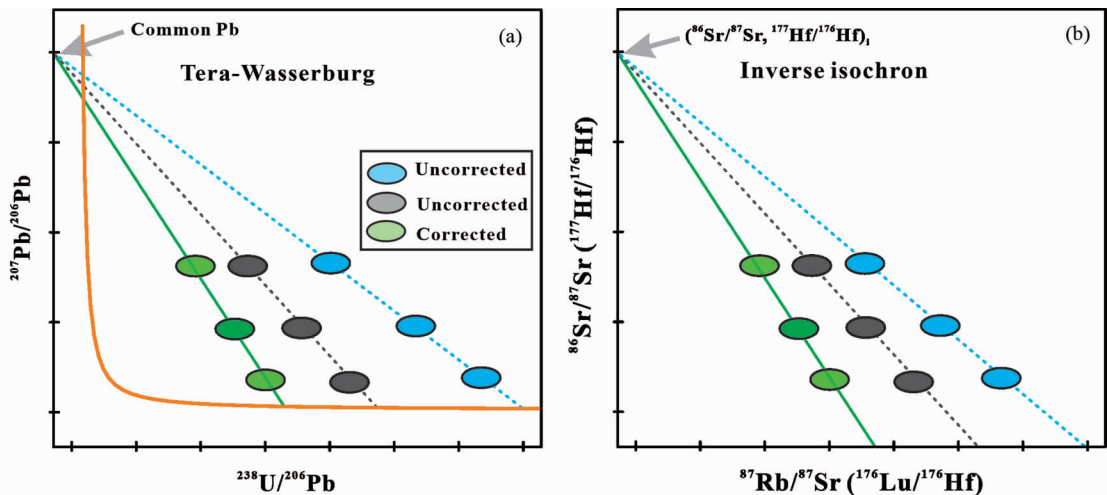 Common Pb
(a)
Tera-Wasserburg
Uncorrected
Uncorrected
Corrected
²⁰⁷Pb/²⁰⁶Pb
²³⁸U/²⁰⁶Pb
(⁸⁶Sr/⁸⁷Sr, ¹⁷⁷Hf/¹⁷⁶Hf)ᵢ
(b)
Inverse isochron
⁸⁶Sr/⁸⁷Sr (¹⁷⁷Hf/¹⁷⁶Hf)
⁸⁷Rb/⁸⁷Sr (¹⁷⁶Lu/¹⁷⁶Hf)